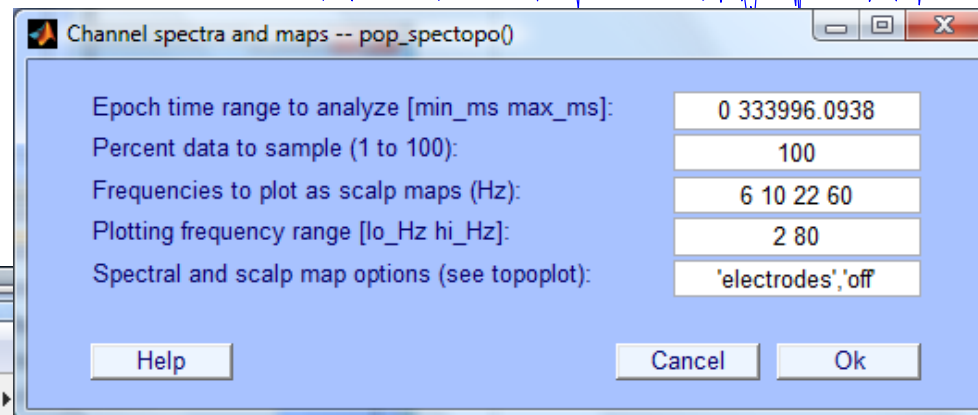 Channel spectra and maps -- pop_spectopo()
Epoch time range to analyze [min_ms max_ms]: 0 333996.0938
Percent data to sample (1 to 100): 100
Frequencies to plot as scalp maps (Hz): 6 10 22 60
Plotting frequency range [lo_Hz hi_Hz]: 2 80
Spectral and scalp map options (see topoplot): 'electrodes','off'
Help Cancel Ok